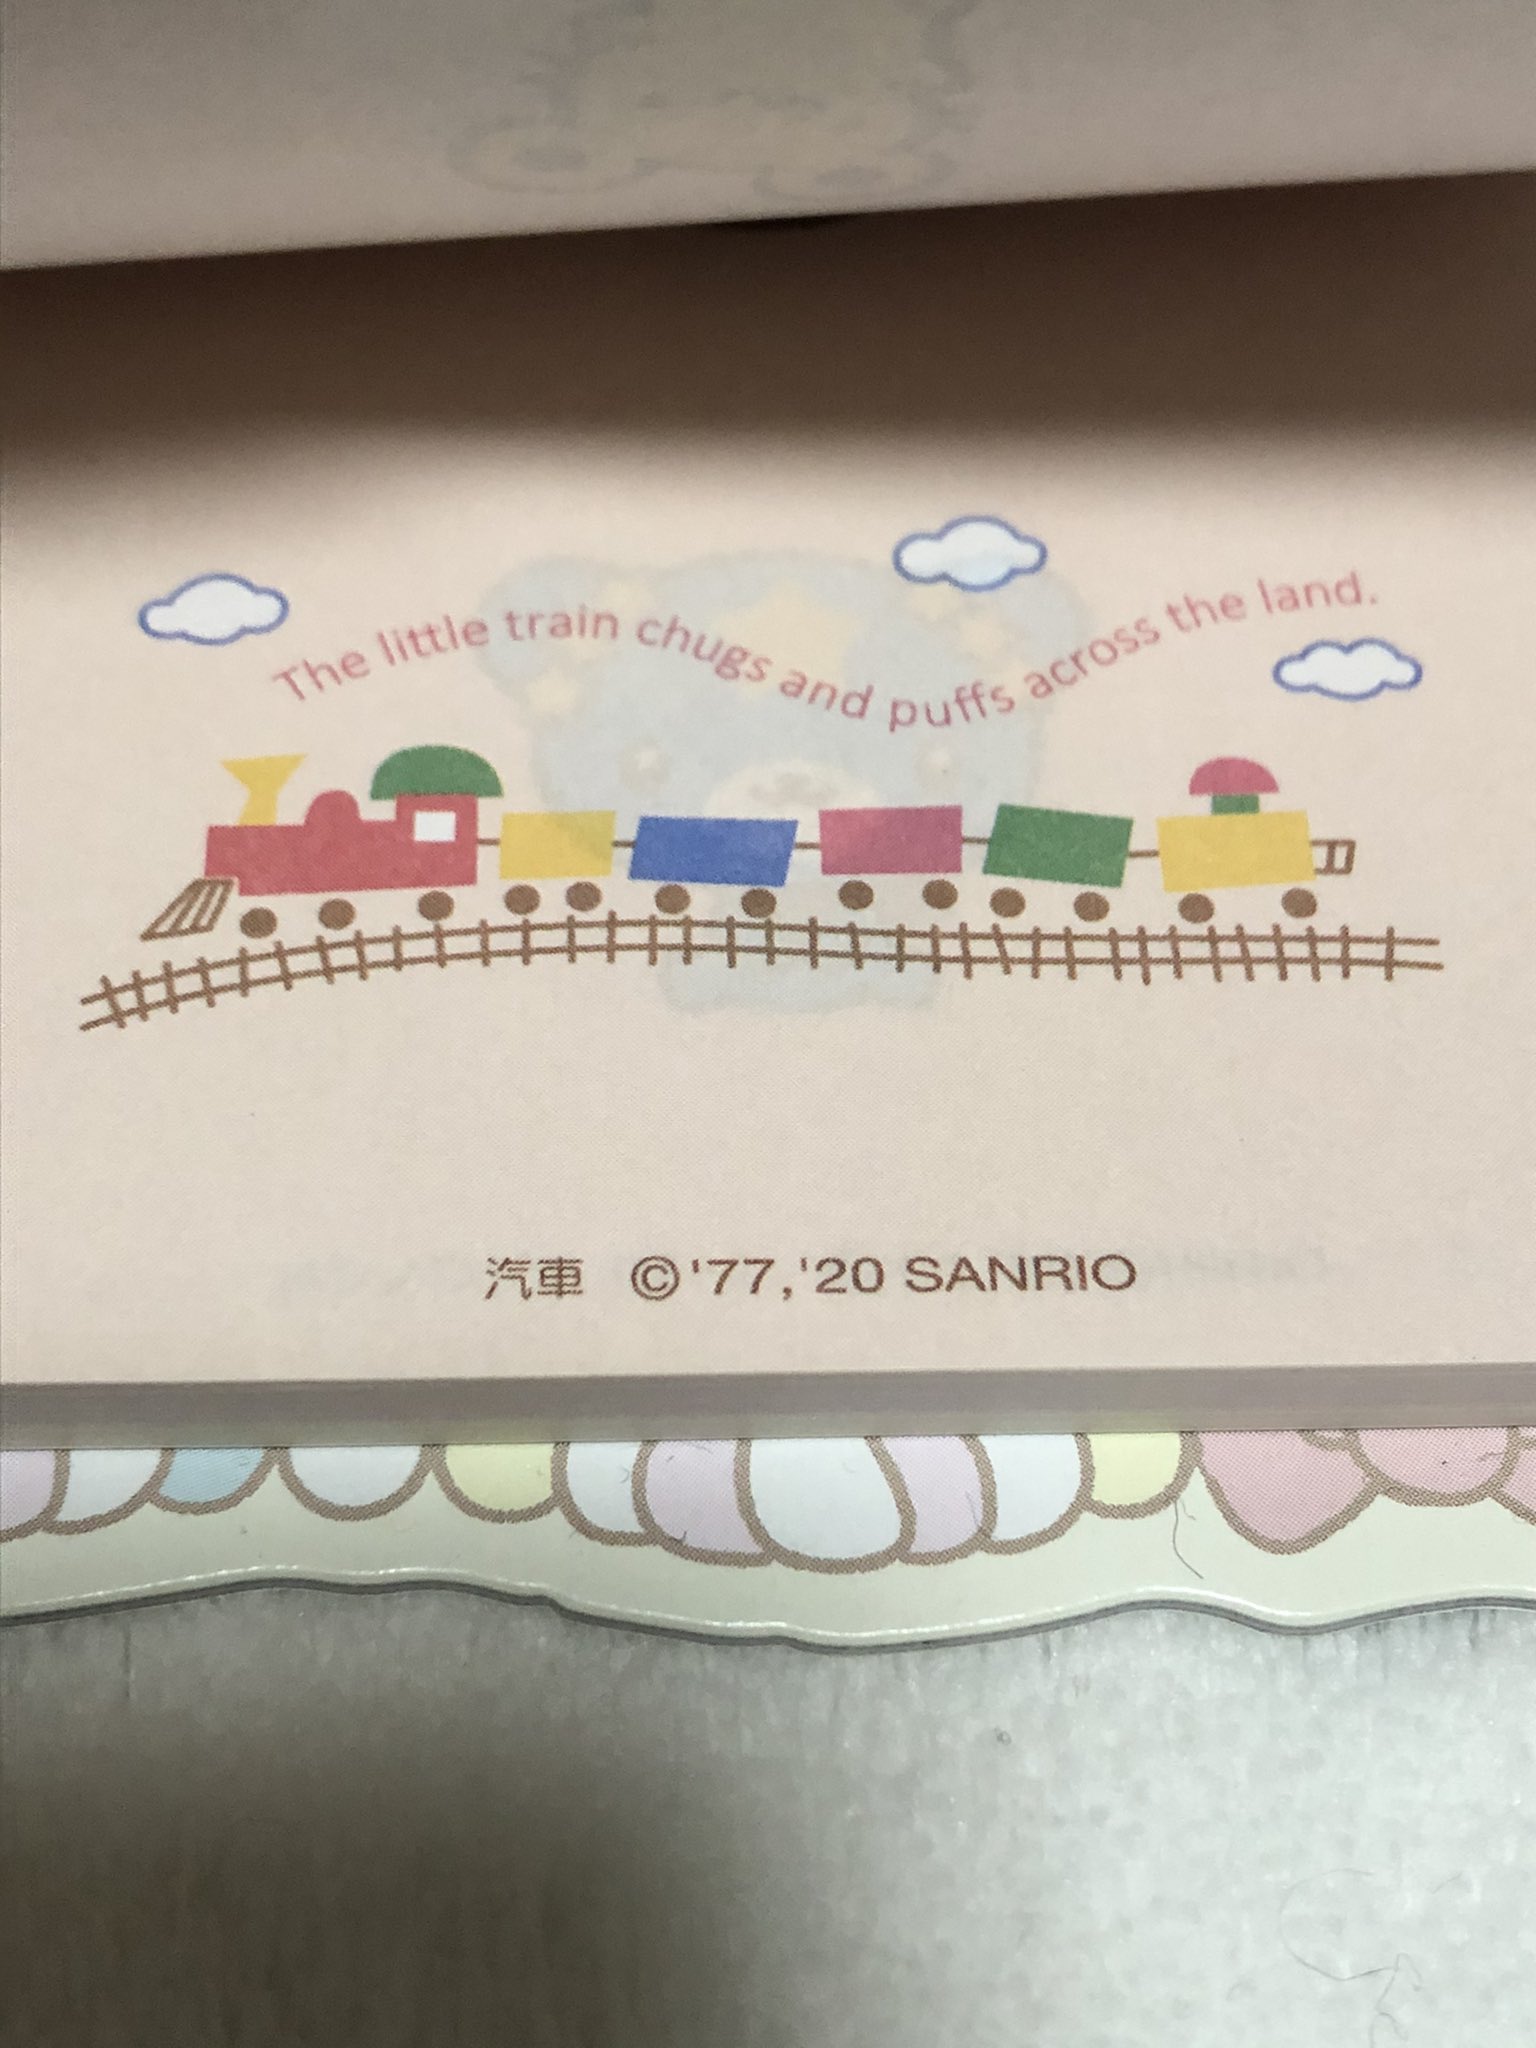 The little train chugs and puffs across the land.
汽車 ©'77,'20 SANRIO